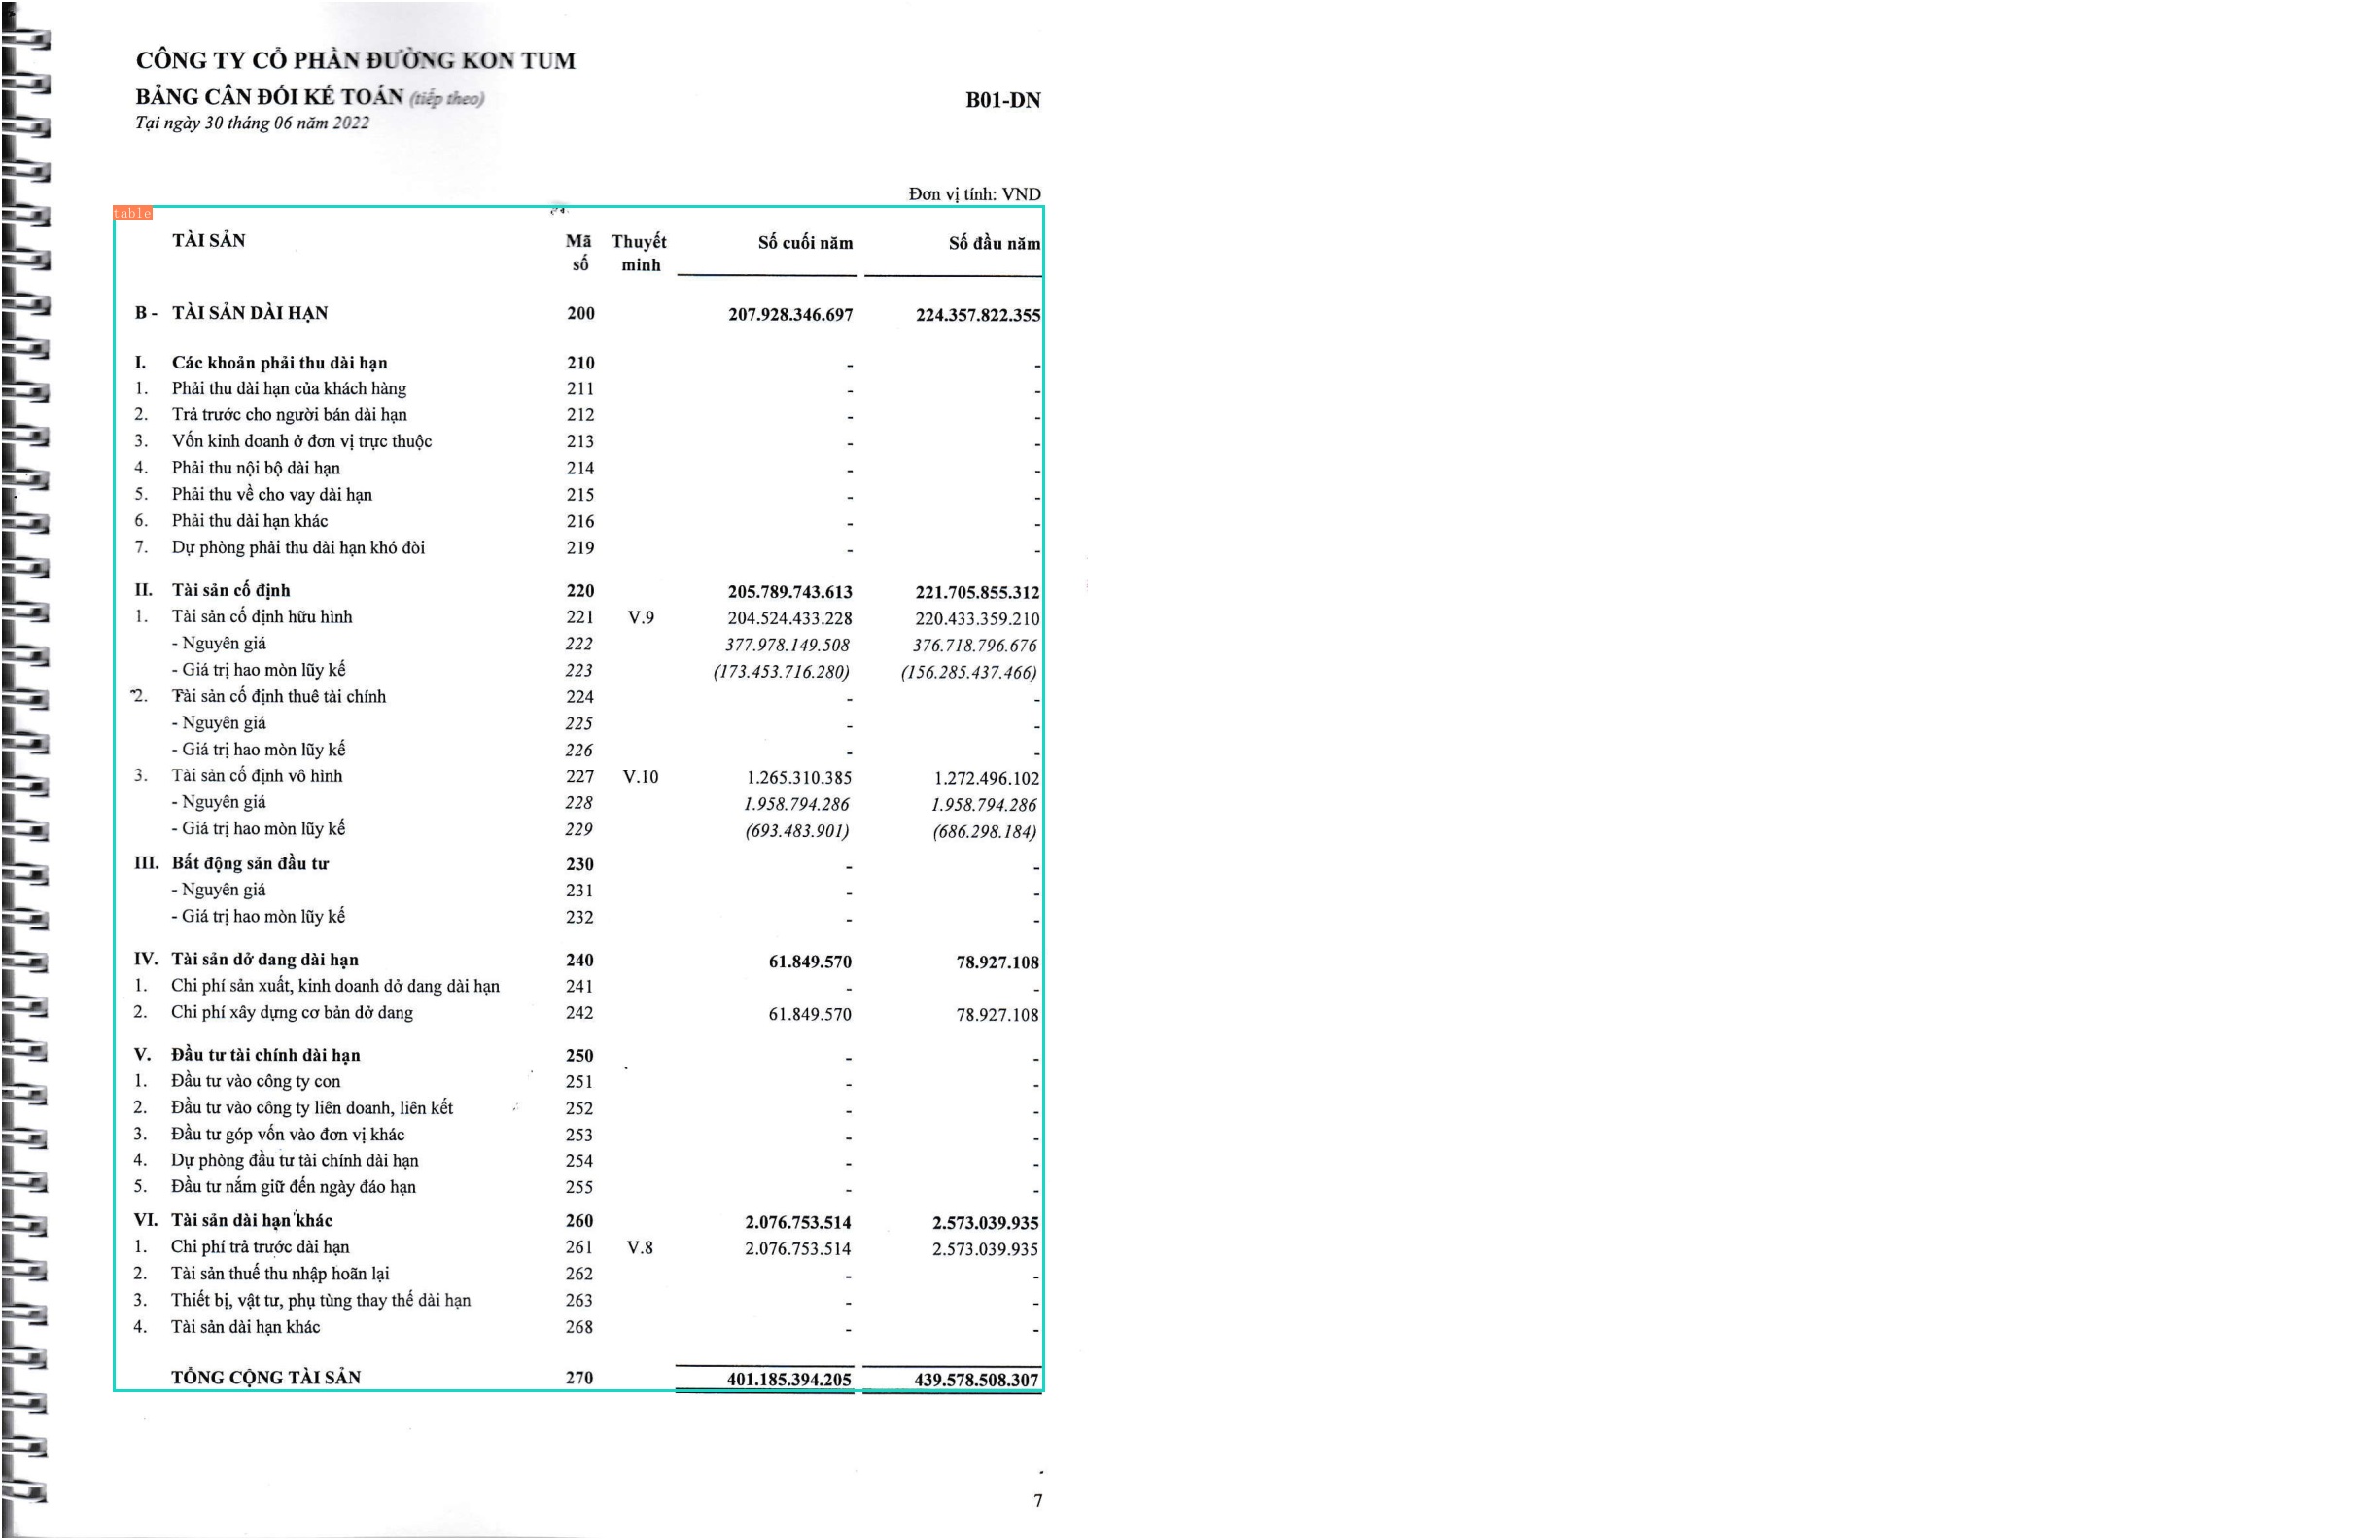 CÔNG TY CỔ PHẦN ĐƯỜNG KON TUM
BẢNG CÂN ĐỐI KẾ TOÁN (tiếp theo) B01-DN
Tại ngày 30 tháng 06 năm 2022
Đơn vị tính: VND
table
TÀI SẢN Mã số Thuyết minh Số cuối năm Số đầu năm
B - TÀI SẢN DÀI HẠN 200 207.928.346.697 224.357.822.355
I. Các khoản phải thu dài hạn 210 - -
1. Phải thu dài hạn của khách hàng 211 - -
2. Trả trước cho người bán dài hạn 212 - -
3. Vốn kinh doanh ở đơn vị trực thuộc 213 - -
4. Phải thu nội bộ dài hạn 214 - -
5. Phải thu về cho vay dài hạn 215 - -
6. Phải thu dài hạn khác 216 - -
7. Dự phòng phải thu dài hạn khó đòi 219 - -
II. Tài sản cố định 220 205.789.743.613 221.705.855.312
1. Tài sản cố định hữu hình 221 V.9 204.524.433.228 220.433.359.210
- Nguyên giá 222 377.978.149.508 376.718.796.676
- Giá trị hao mòn lũy kế 223 (173.453.716.280) (156.285.437.466)
2. Tài sản cố định thuê tài chính 224 - -
- Nguyên giá 225 - -
- Giá trị hao mòn lũy kế 226 - -
3. Tài sản cố định vô hình 227 V.10 1.265.310.385 1.272.496.102
- Nguyên giá 228 1.958.794.286 1.958.794.286
- Giá trị hao mòn lũy kế 229 (693.483.901) (686.298.184)
III. Bất động sản đầu tư 230 - -
- Nguyên giá 231 - -
- Giá trị hao mòn lũy kế 232 - -
IV. Tài sản dở dang dài hạn 240 61.849.570 78.927.108
1. Chi phí sản xuất, kinh doanh dở dang dài hạn 241 - -
2. Chi phí xây dựng cơ bản dở dang 242 61.849.570 78.927.108
V. Đầu tư tài chính dài hạn 250 - -
1. Đầu tư vào công ty con 251 - -
2. Đầu tư vào công ty liên doanh, liên kết 252 - -
3. Đầu tư góp vốn vào đơn vị khác 253 - -
4. Dự phòng đầu tư tài chính dài hạn 254 - -
5. Đầu tư nắm giữ đến ngày đáo hạn 255 - -
VI. Tài sản dài hạn khác 260 2.076.753.514 2.573.039.935
1. Chi phí trả trước dài hạn 261 V.8 2.076.753.514 2.573.039.935
2. Tài sản thuế thu nhập hoãn lại 262 - -
3. Thiết bị, vật tư, phụ tùng thay thế dài hạn 263 - -
4. Tài sản dài hạn khác 268 - -
TỔNG CỘNG TÀI SẢN 270 401.185.394.205 439.578.508.307
7